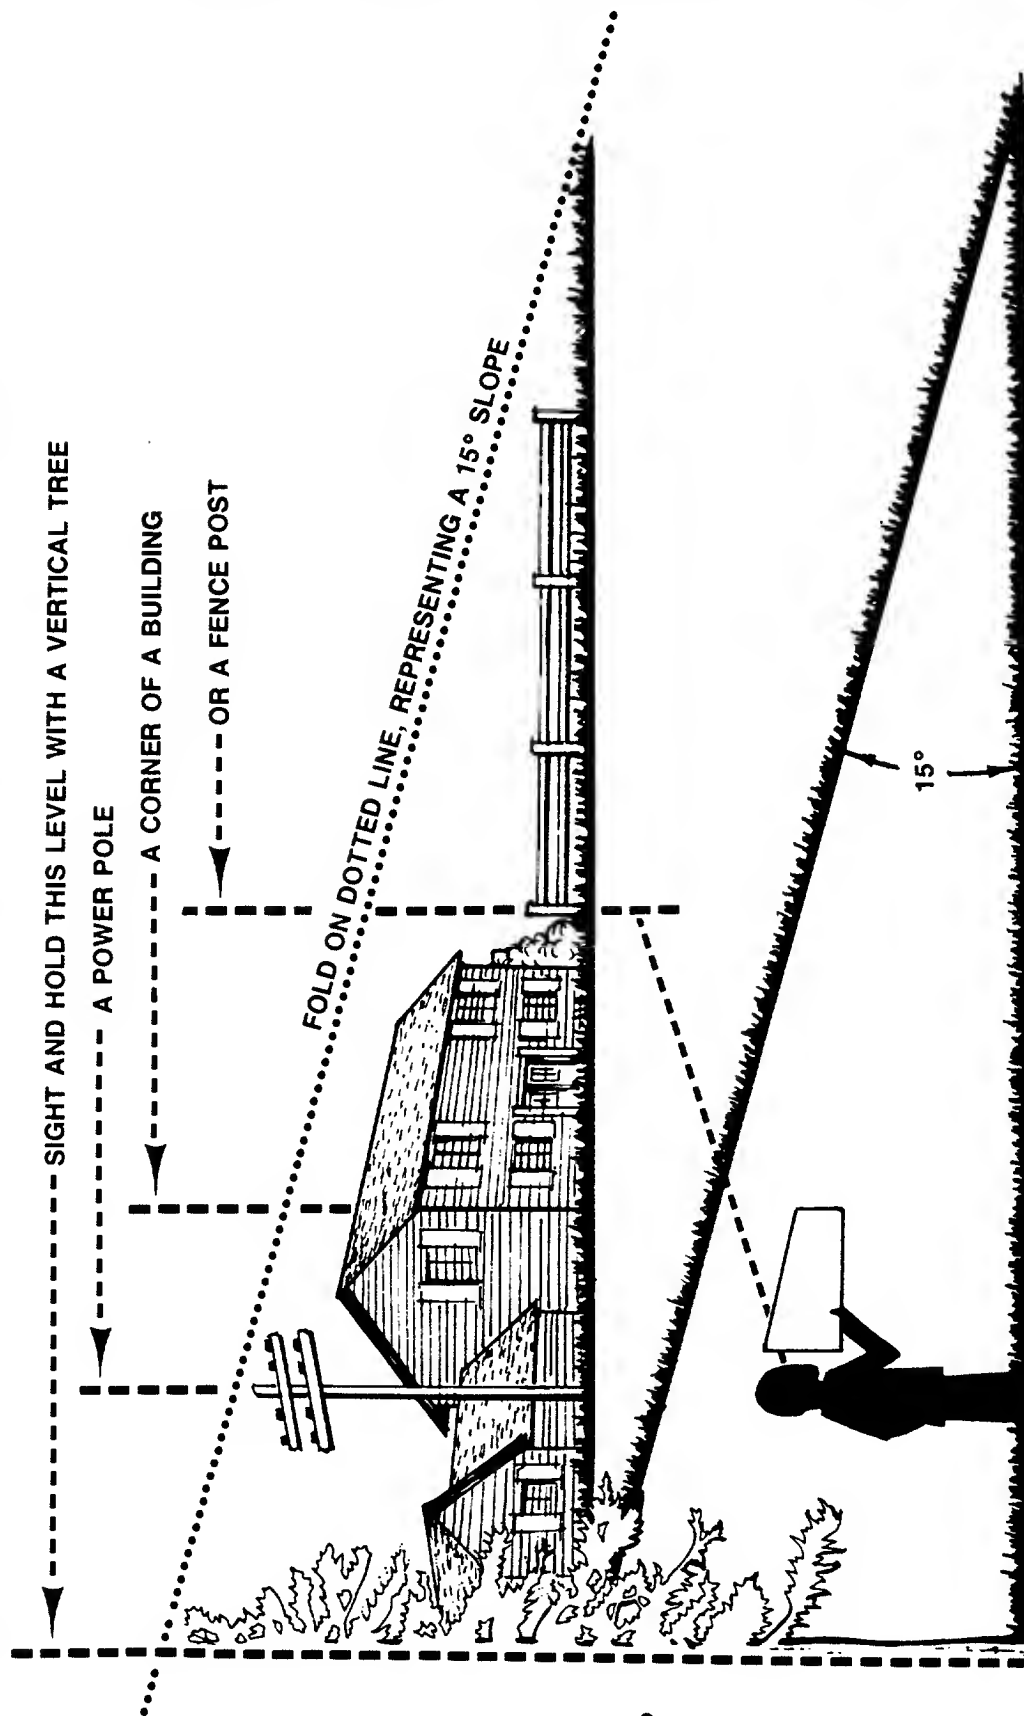 SIGHT AND HOLD THIS LEVEL WITH A VERTICAL TREE
A POWER POLE
A CORNER OF A BUILDING
OR A FENCE POST
FOLD ON DOTTED LINE, REPRESENTING A 15° SLOPE
15°